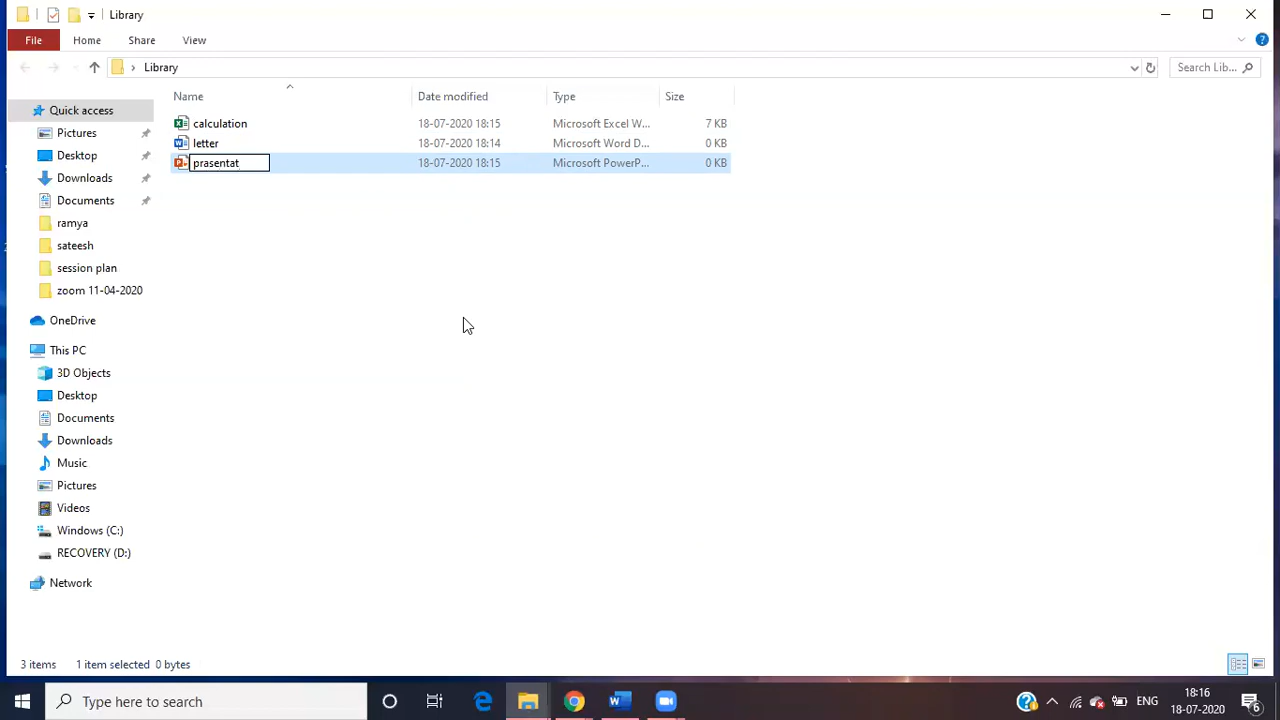 Library
File Home Share View
Library
Search Lib...
Name Date modified Type Size
calculation 18-07-2020 18:15 Microsoft Excel W... 7 KB
letter 18-07-2020 18:14 Microsoft Word D... 0 KB
prasentat 18-07-2020 18:15 Microsoft PowerP... 0 KB
Quick access
Pictures
Desktop
Downloads
Documents
ramya
sateesh
session plan
zoom 11-04-2020
OneDrive
This PC
3D Objects
Desktop
Documents
Downloads
Music
Pictures
Videos
Windows (C:)
RECOVERY (D:)
Network
3 items 1 item selected 0 bytes
Type here to search
ENG
18:16
18-07-2020
6